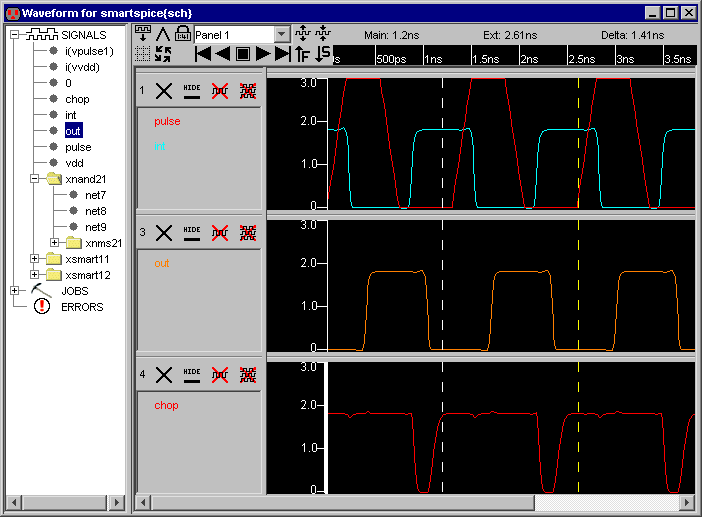 Waveform for smartspice{sch}
SIGNALS
i(vpulse1)
i(vvdd)
0
chop
int
out
pulse
vdd
xnand21
net7
net8
net9
xnms21
xsmart11
xsmart12
JOBS
ERRORS
Panel 1
Main: 1.2ns Ext: 2.61ns Delta: 1.41ns
500ps 1ns 1.5ns 2ns 2.5ns 3ns 3.5ns
1 HIDE
pulse
int
3.0
2.0
1.0
0
3 HIDE
out
3.0
2.0
1.0
0
4 HIDE
chop
3.0
2.0
1.0
0